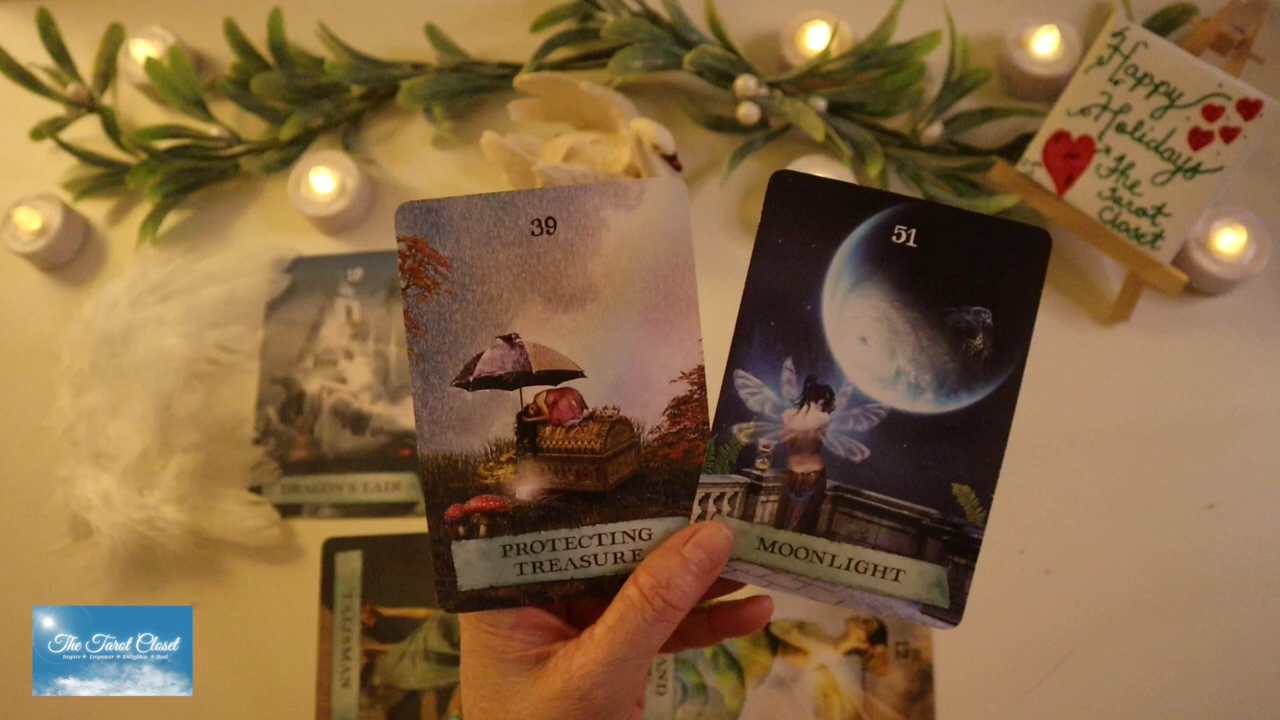 Happy
Holidays
The
Tarot
Closet
39
51
DRAGON'S LAIR
PROTECTING
TREASURE
MOONLIGHT
TALISMAN
The Tarot Closet
Inspire Empower Enlighten Heal